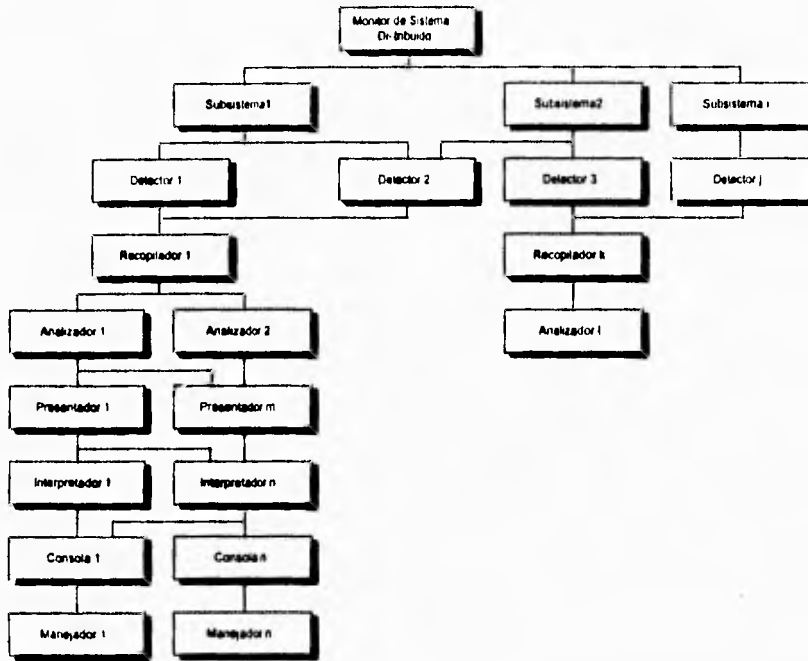 Monitor de Sistema
Distribuido
Subsistema1
Subsistema2
Subsistema i
Detector 1
Detector 2
Detector 3
Detector j
Recopilador 1
Recopilador k
Analizador 1
Analizador 2
Analizador l
Presentador 1
Presentador m
Interpretador 1
Interpretador n
Consola 1
Consola n
Manejador 1
Manejador n